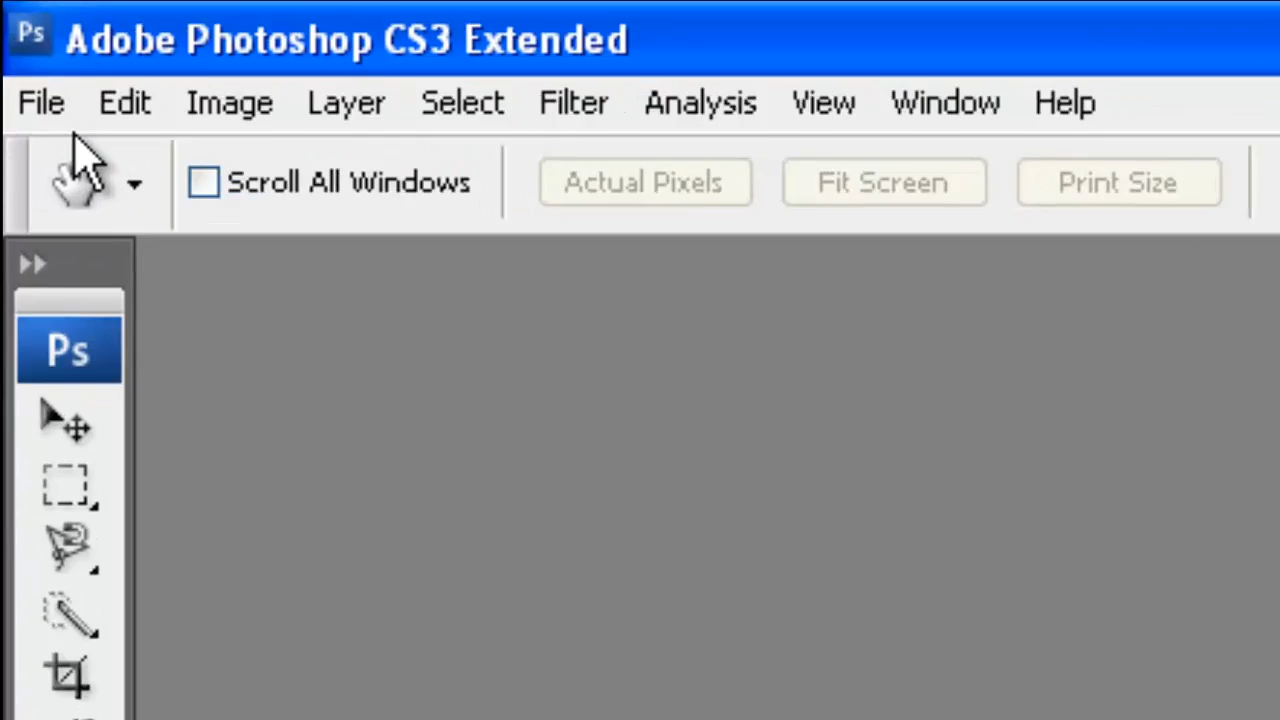 Ps Adobe Photoshop CS3 Extended
File Edit Image Layer Select Filter Analysis View Window Help
Scroll All Windows Actual Pixels Fit Screen Print Size
Ps